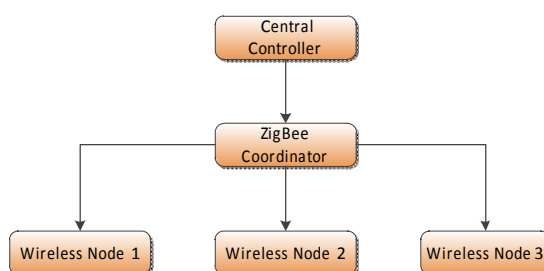 Central
Controller
ZigBee
Coordinator
Wireless Node 1
Wireless Node 2
Wireless Node 3